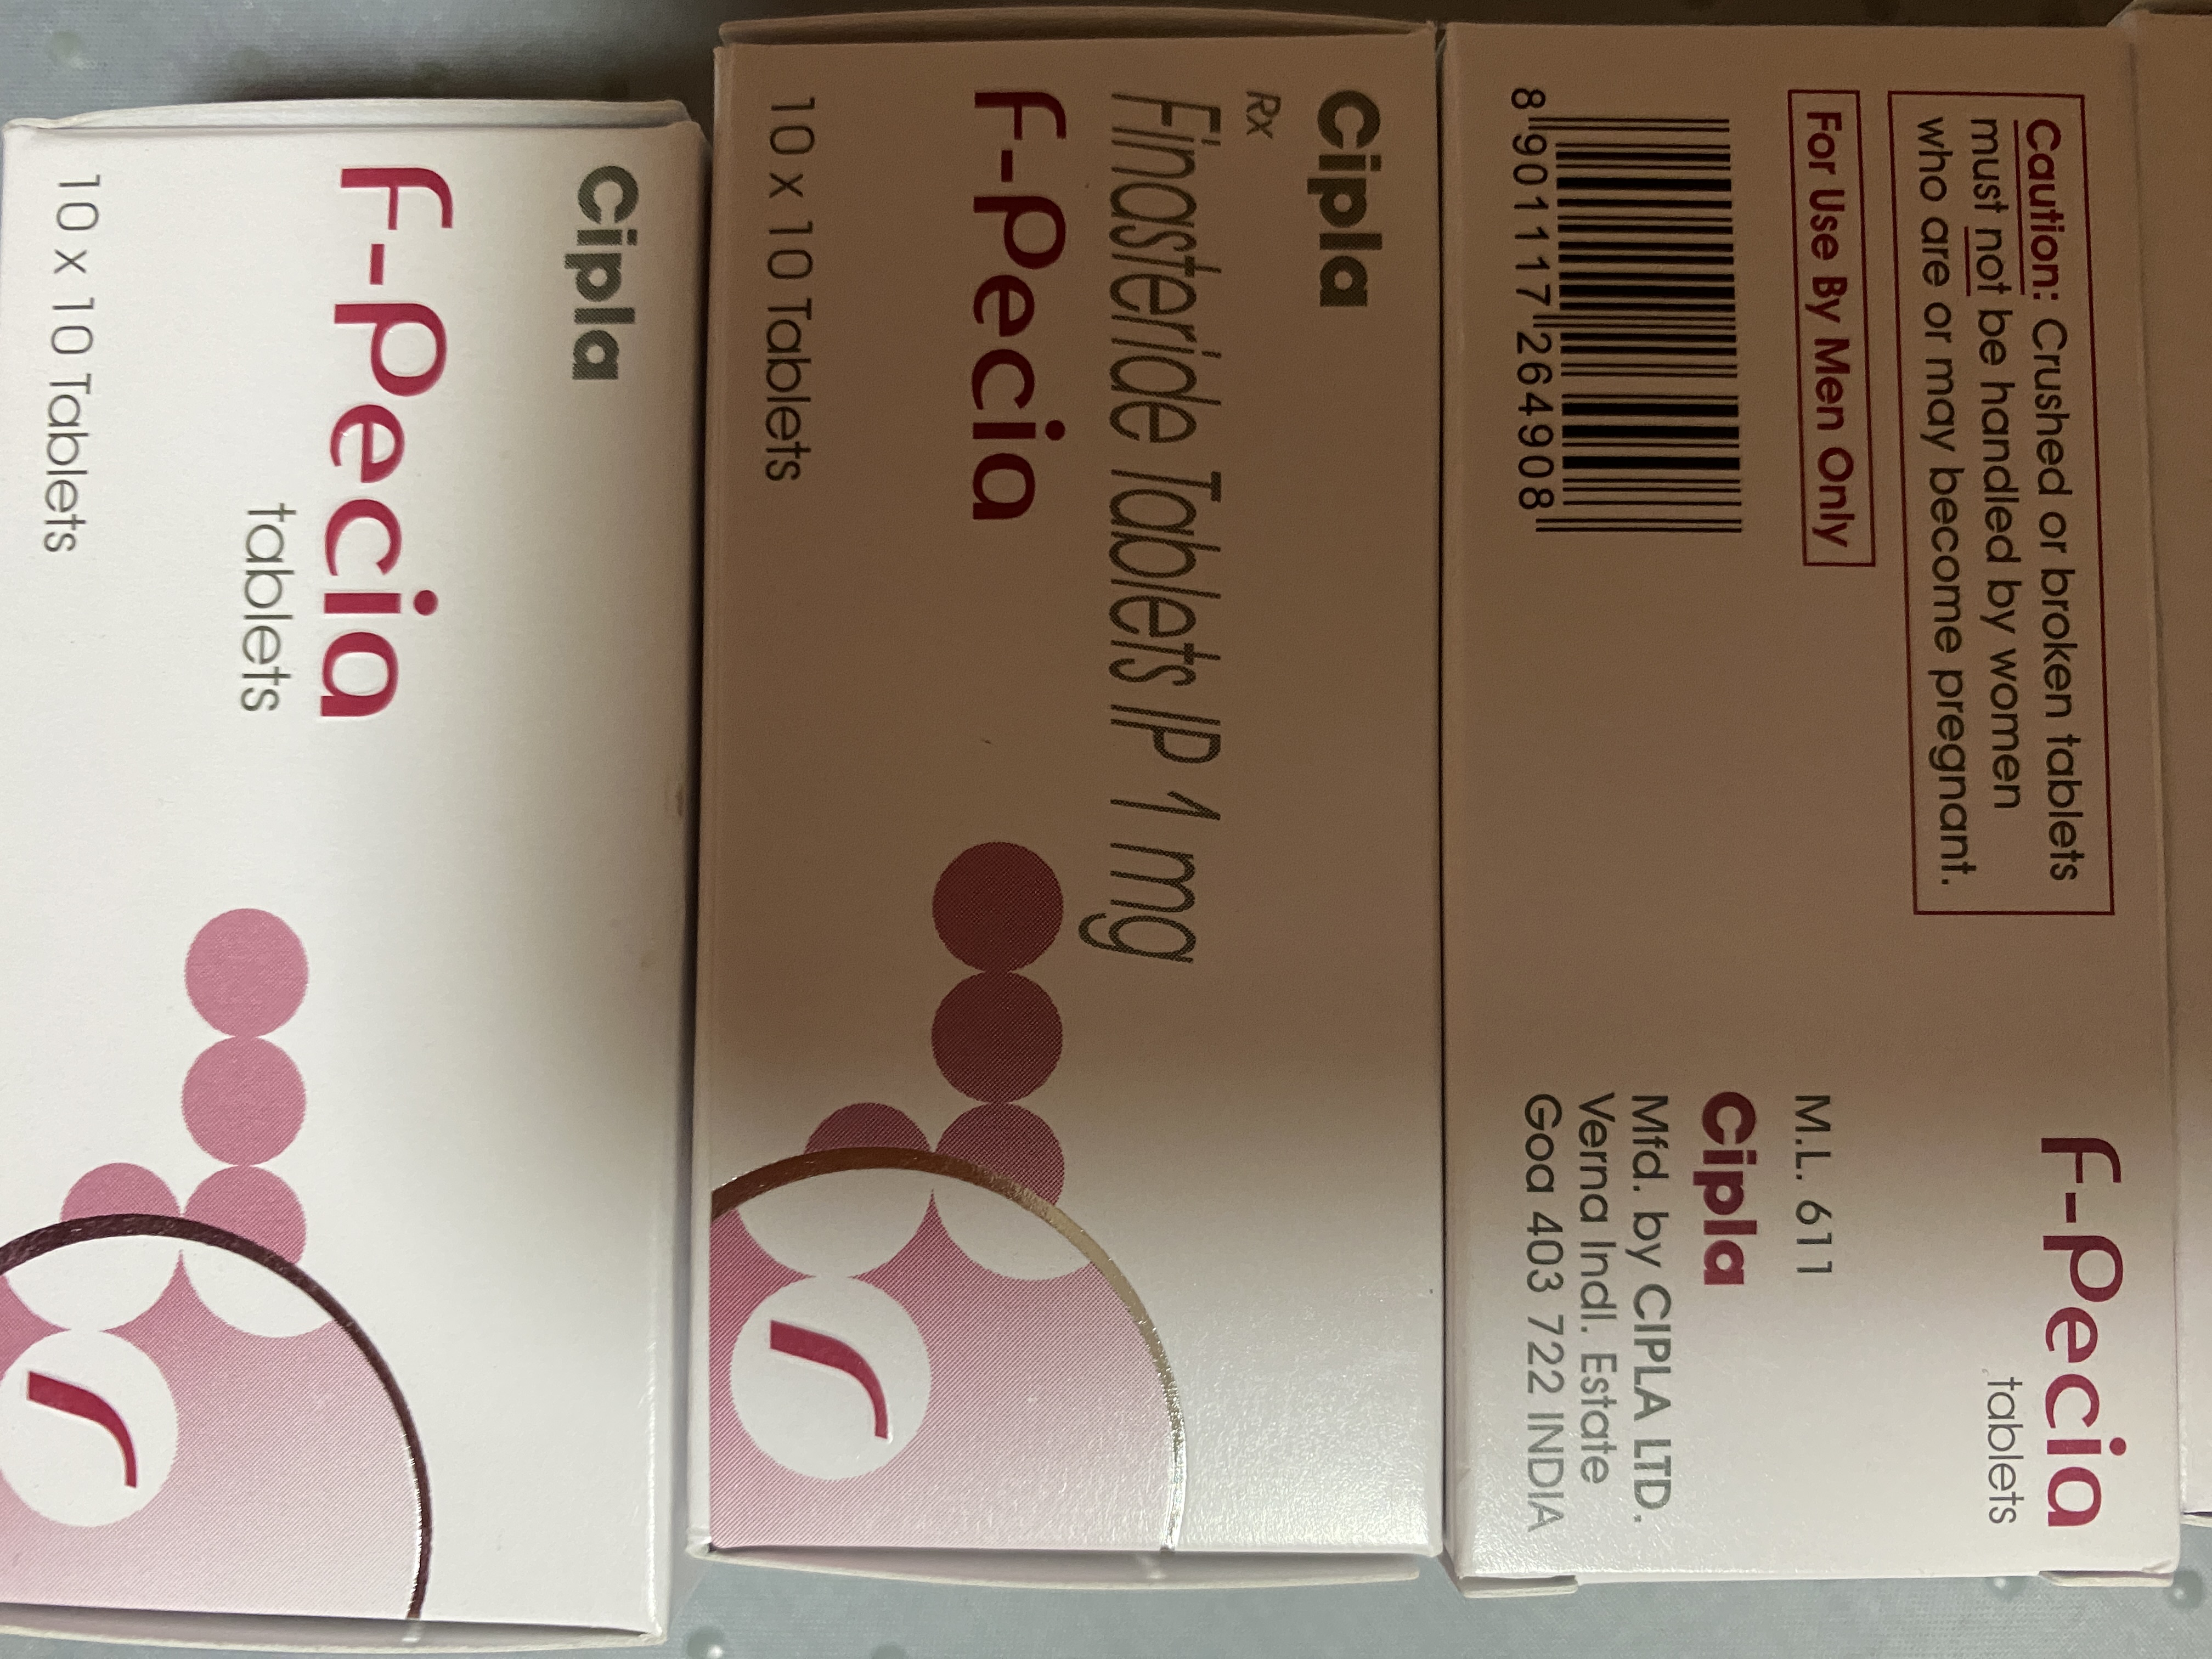 Cipla
F-Pecia
tablets
10 x 10 Tablets
Cipla
Rx
Finasteride Tablets IP 1 mg
F-Pecia
10 x 10 Tablets
Caution: Crushed or broken tablets
must not be handled by women
who are or may become pregnant.
For Use By Men Only
8 901117 264908
F-Pecia
tablets
M.L. 611
Cipla
Mfd. by CIPLA LTD.
Verna Indl. Estate
Goa 403 722 INDIA